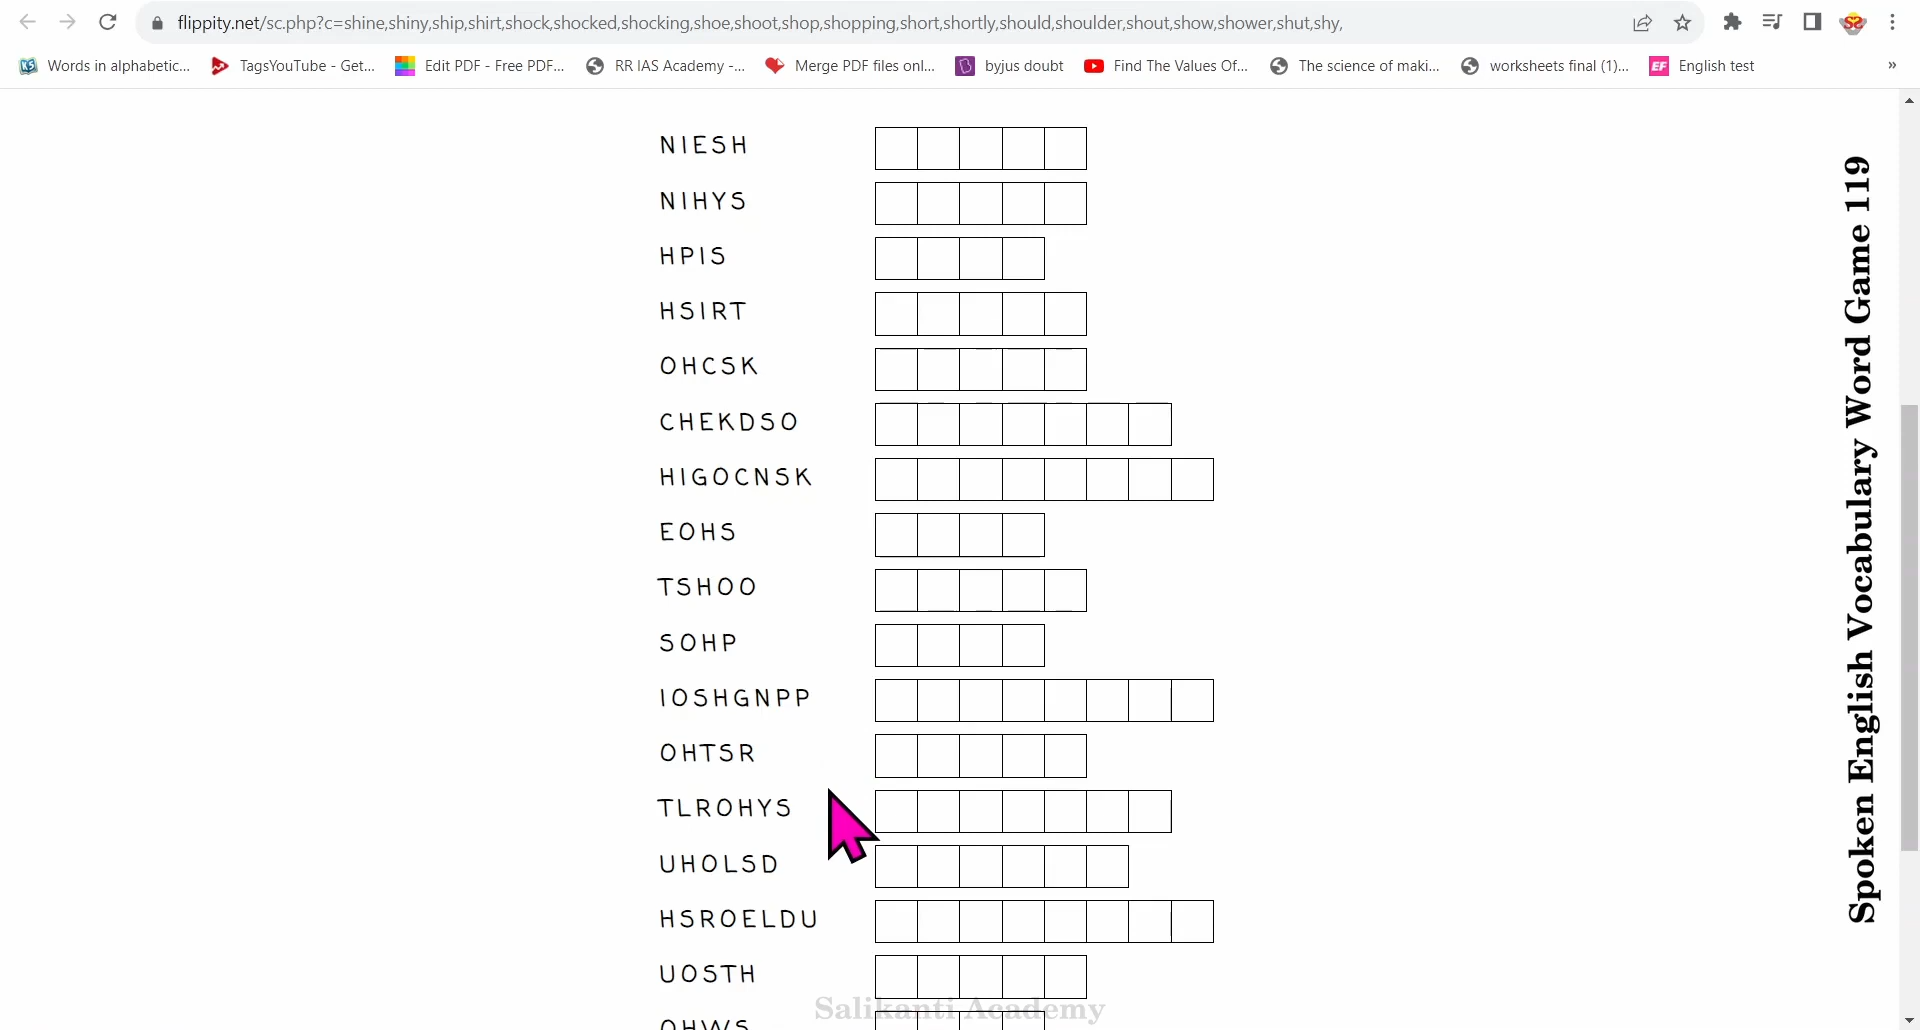 flippity.net/sc.php?c=shine,shiny,ship,shirt,shock,shocked,shocking,shoe,shoot,shop,shopping,short,shortly,should,shoulder,shout,show,shower,shut,shy,
Words in alphabetic... TagsYouTube - Get... Edit PDF - Free PDF... RR IAS Academy -... Merge PDF files onl... byjus doubt Find The Values Of... The science of maki... worksheets final (1)... EF English test »
NIESH
NIHYS
HPIS
HSIRT
OHCSK
CHEKDSO
HIGOCNSK
EOHS
TSHOO
SOHP
IOSHGNPP
OHTSR
TLROHYS
UHOLSD
HSROELDU
UOSTH
OHWS
Spoken English Vocabulary Word Game 119
Salikanti Academy